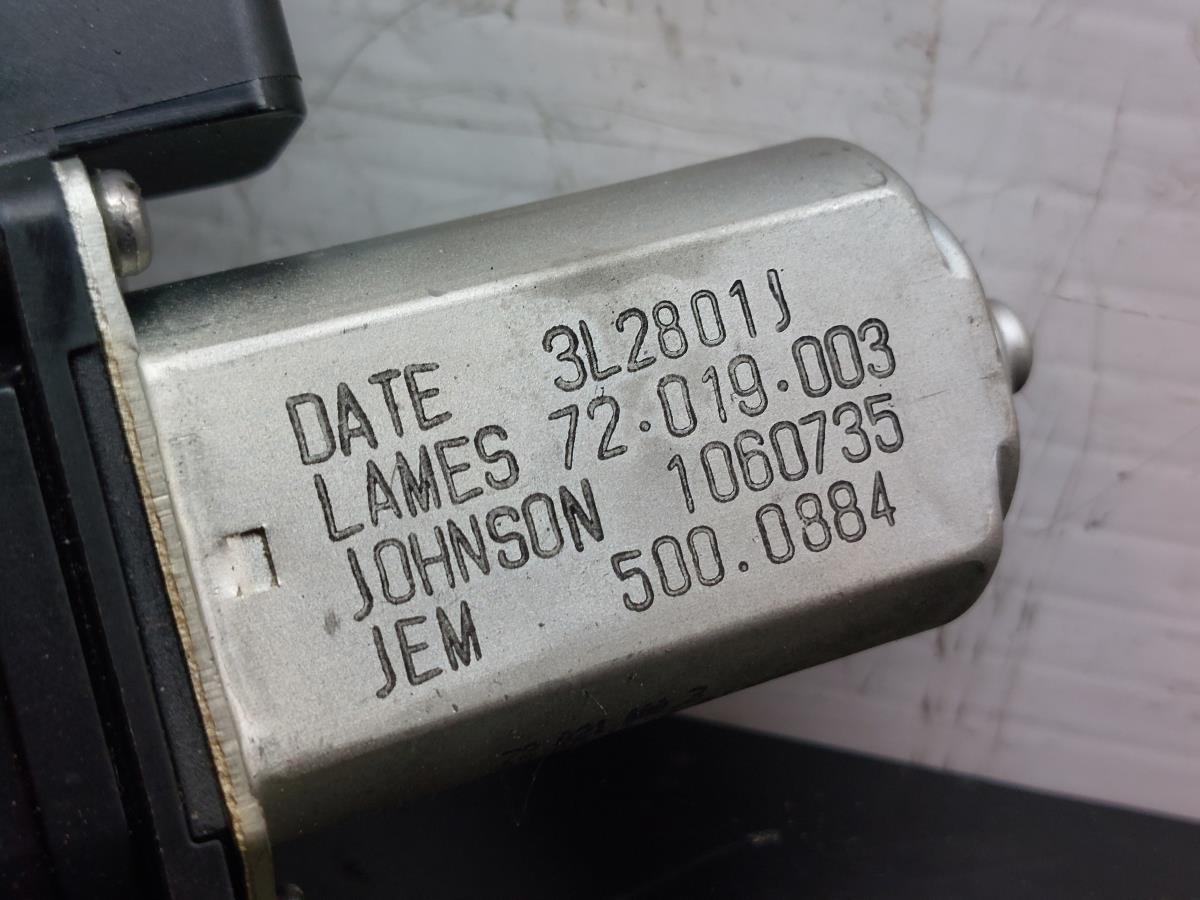 DATE 3L2801J
LAMES 72.019.003
JOHNSON 1060735
JEM 500.0884